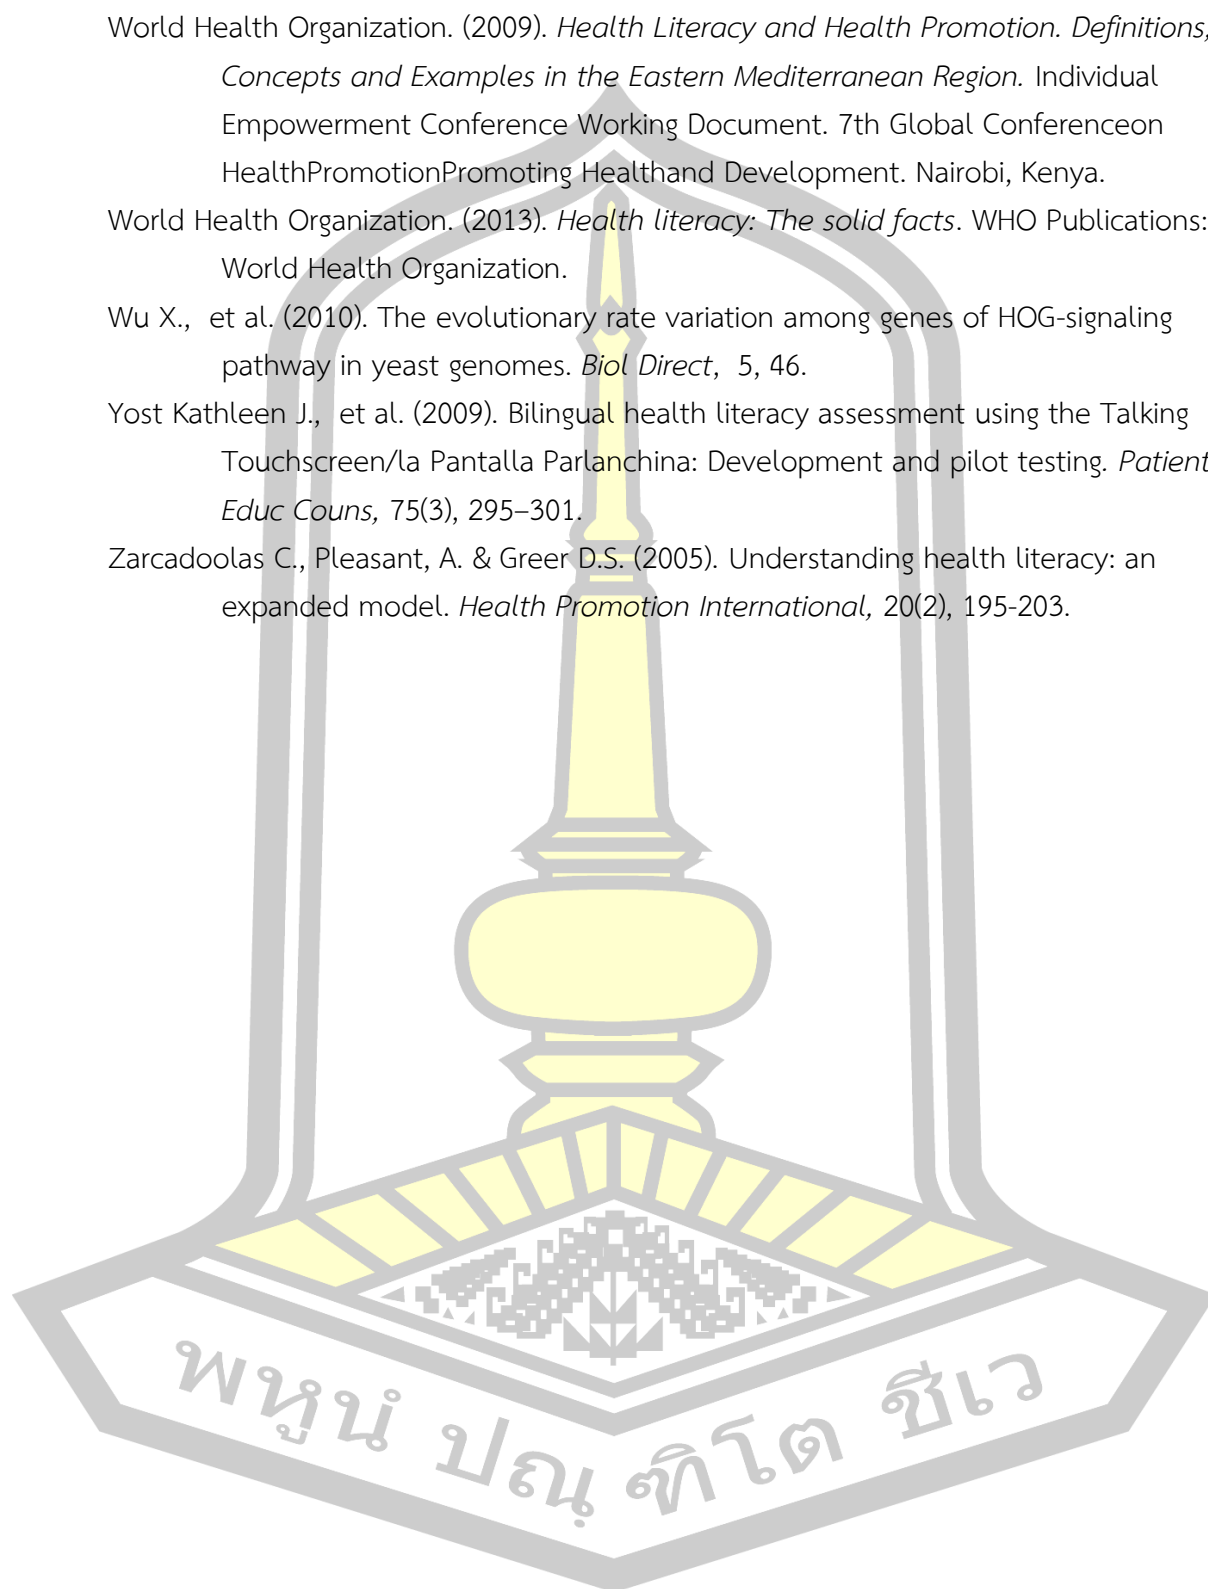 World Health Organization. (2009). Health Literacy and Health Promotion. Definitions,
Concepts and Examples in the Eastern Mediterranean Region. Individual
Empowerment Conference Working Document. 7th Global Conferenceon
HealthPromotionPromoting Healthand Development. Nairobi, Kenya.
World Health Organization. (2013). Health literacy: The solid facts. WHO Publications:
World Health Organization.
Wu X.,  et al. (2010). The evolutionary rate variation among genes of HOG-signaling
pathway in yeast genomes. Biol Direct,  5, 46.
Yost Kathleen J.,  et al. (2009). Bilingual health literacy assessment using the Talking
Touchscreen/la Pantalla Parlanchina: Development and pilot testing. Patient
Educ Couns, 75(3), 295–301.
Zarcadoolas C., Pleasant, A. & Greer D.S. (2005). Understanding health literacy: an
expanded model. Health Promotion International, 20(2), 195-203.
พหูนํ ปณฺฑิโต ชีเว